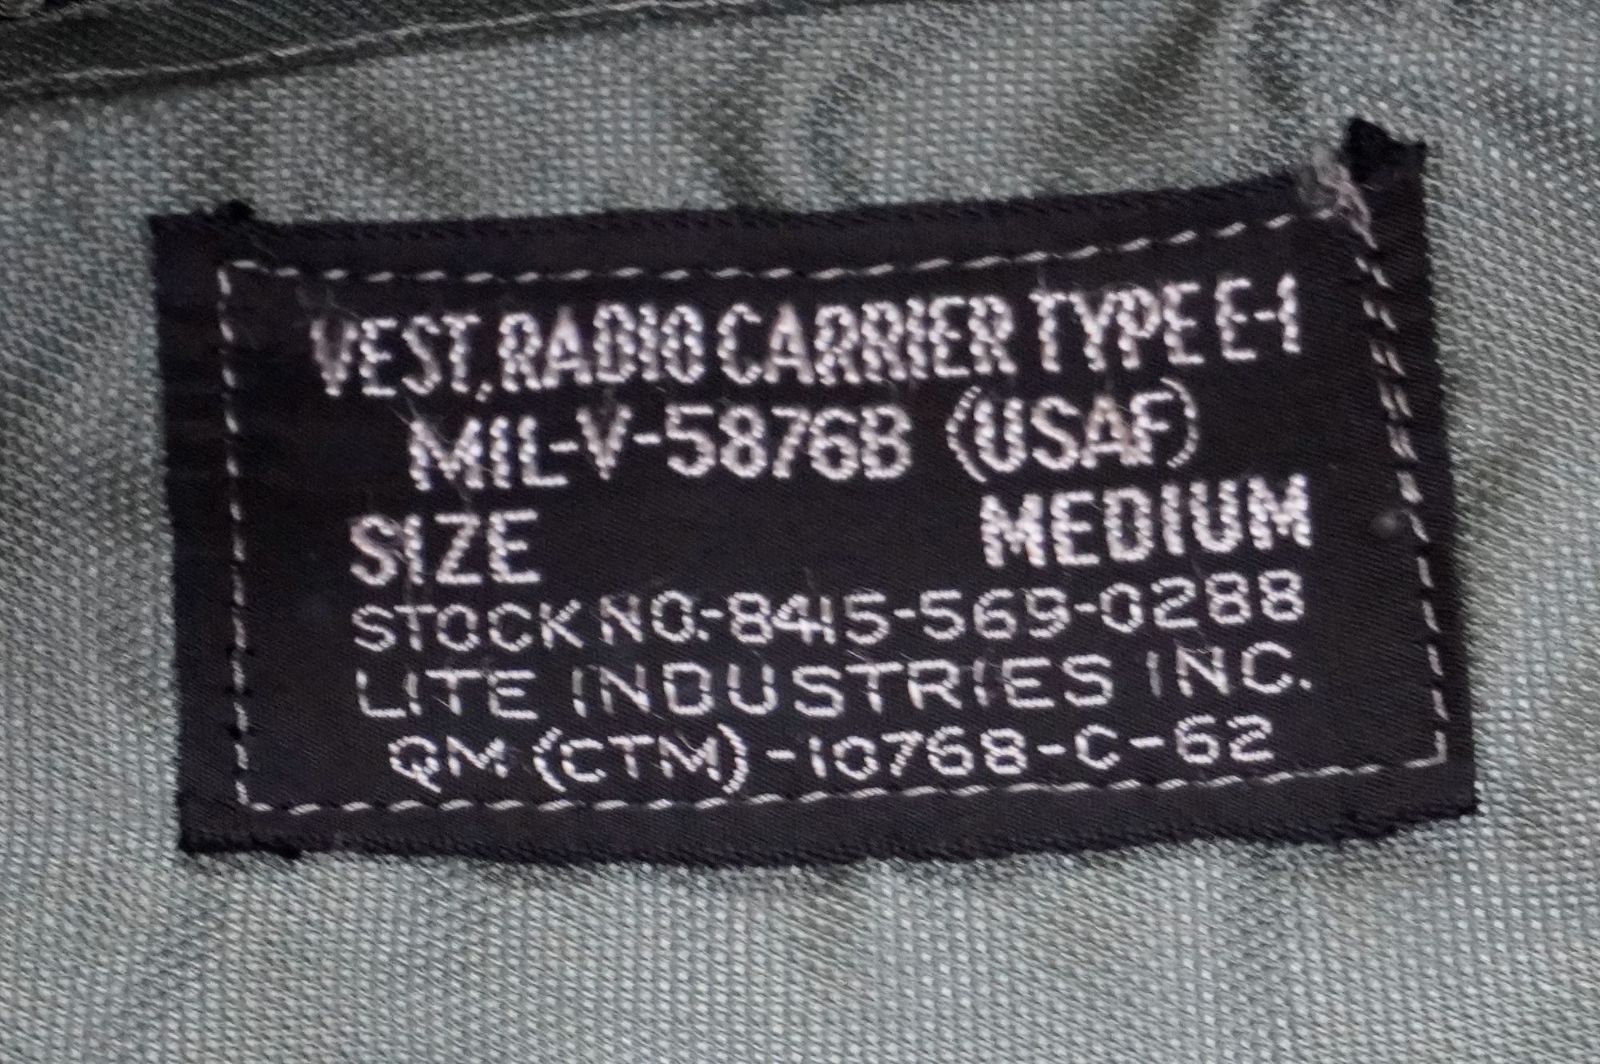 VEST, RADIO CARRIER TYPE E-1
MIL-V-5876B (USAF)
SIZE MEDIUM
STOCK NO.-8415-569-0288
LITE INDUSTRIES INC.
QM (CTM)-10768-C-62